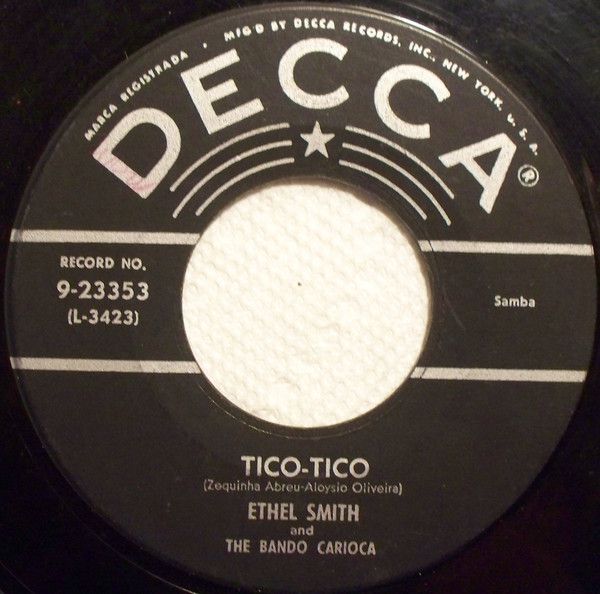 MARCA REGISTRADA • MFG'D BY DECCA RECORDS, INC., NEW YORK, U. S. A.
DECCA®
RECORD NO.
9-23353
(L-3423)
Samba
TICO-TICO
(Zequinha Abreu-Aloysio Oliveira)
ETHEL SMITH
and
THE BANDO CARIOCA